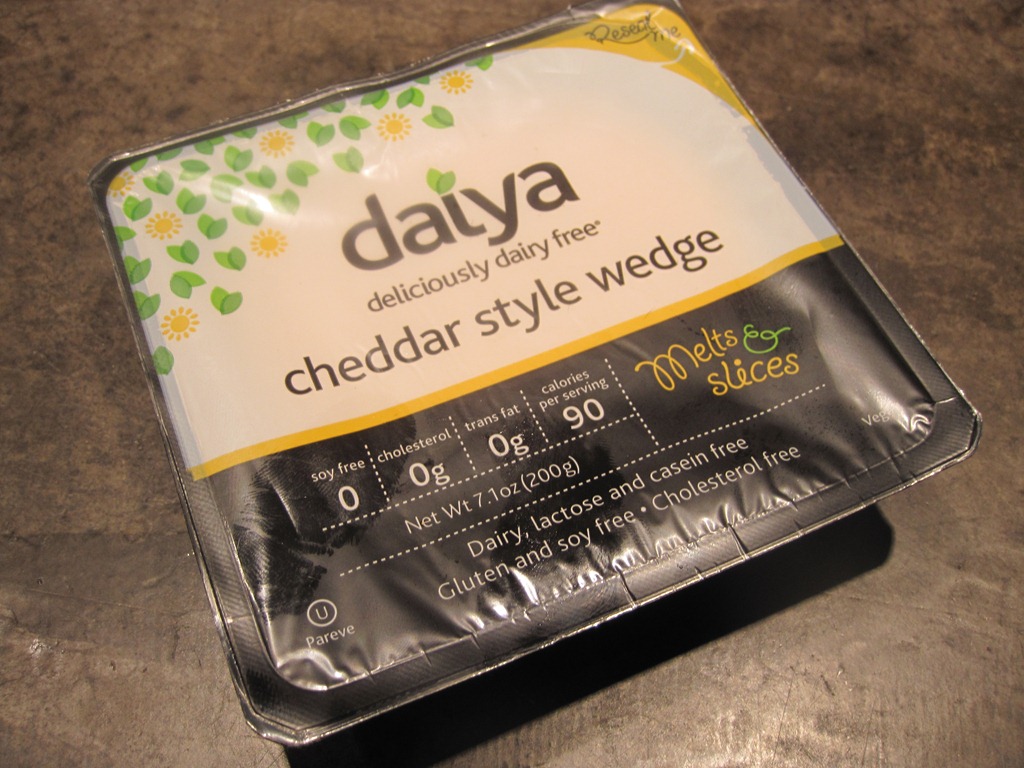 Reseal me
daiya
deliciously dairy free*
cheddar style wedge
Melts &
slices
soy free
0
cholesterol
0g
trans fat
0g
calories
per serving
90
Net Wt 7.1oz (200g)
Dairy, lactose and casein free
Gluten and soy free • Cholesterol free
U
Pareve